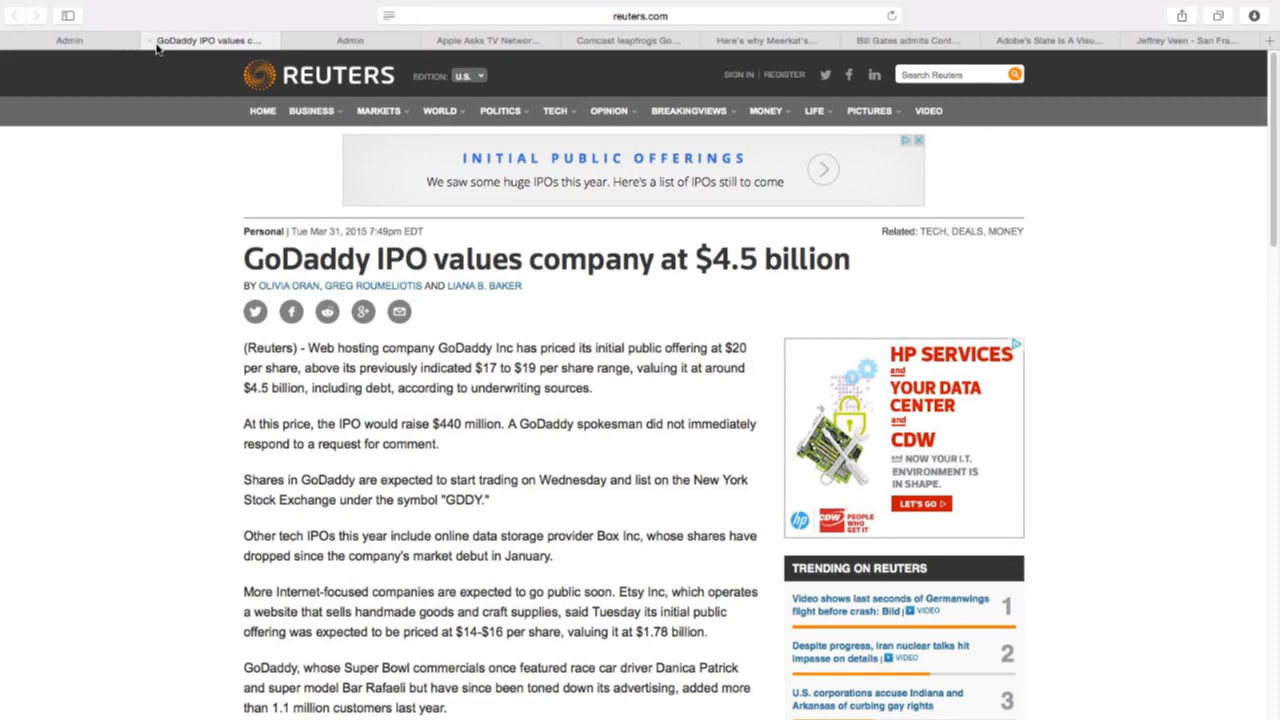 reuters.com
Admin
GoDaddy IPO values c...
Admin
Apple Asks TV Networ...
Comcast leapfrogs Go...
Here's why Meerkat's...
Bill Gates admits Cont...
Adobe's Slate Is A Visu...
Jeffrey Veen - San Fra...
REUTERS
EDITION: U.S.
SIGN IN | REGISTER
Search Reuters
HOME BUSINESS MARKETS WORLD POLITICS TECH OPINION BREAKINGVIEWS MONEY LIFE PICTURES VIDEO
INITIAL PUBLIC OFFERINGS
We saw some huge IPOs this year. Here's a list of IPOs still to come
Personal | Tue Mar 31, 2015 7:49pm EDT
Related: TECH, DEALS, MONEY
GoDaddy IPO values company at $4.5 billion
BY OLIVIA ORAN, GREG ROUMELIOTIS AND LIANA B. BAKER
(Reuters) - Web hosting company GoDaddy Inc has priced its initial public offering at $20
per share, above its previously indicated $17 to $19 per share range, valuing it at around
$4.5 billion, including debt, according to underwriting sources.
At this price, the IPO would raise $440 million. A GoDaddy spokesman did not immediately
respond to a request for comment.
Shares in GoDaddy are expected to start trading on Wednesday and list on the New York
Stock Exchange under the symbol "GDDY."
Other tech IPOs this year include online data storage provider Box Inc, whose shares have
dropped since the company's market debut in January.
More Internet-focused companies are expected to go public soon. Etsy Inc, which operates
a website that sells handmade goods and craft supplies, said Tuesday its initial public
offering was expected to be priced at $14-$16 per share, valuing it at $1.78 billion.
GoDaddy, whose Super Bowl commercials once featured race car driver Danica Patrick
and super model Bar Rafaeli but have since been toned down its advertising, added more
than 1.1 million customers last year.
HP SERVICES
and
YOUR DATA
CENTER
and
CDW
and NOW YOUR I.T.
ENVIRONMENT IS
IN SHAPE.
LET'S GO
hp
CDW
PEOPLE
WHO
GET IT
TRENDING ON REUTERS
Video shows last seconds of Germanwings
flight before crash: Bild | VIDEO
1
Despite progress, Iran nuclear talks hit
impasse on details | VIDEO
2
U.S. corporations accuse Indiana and
Arkansas of curbing gay rights
3